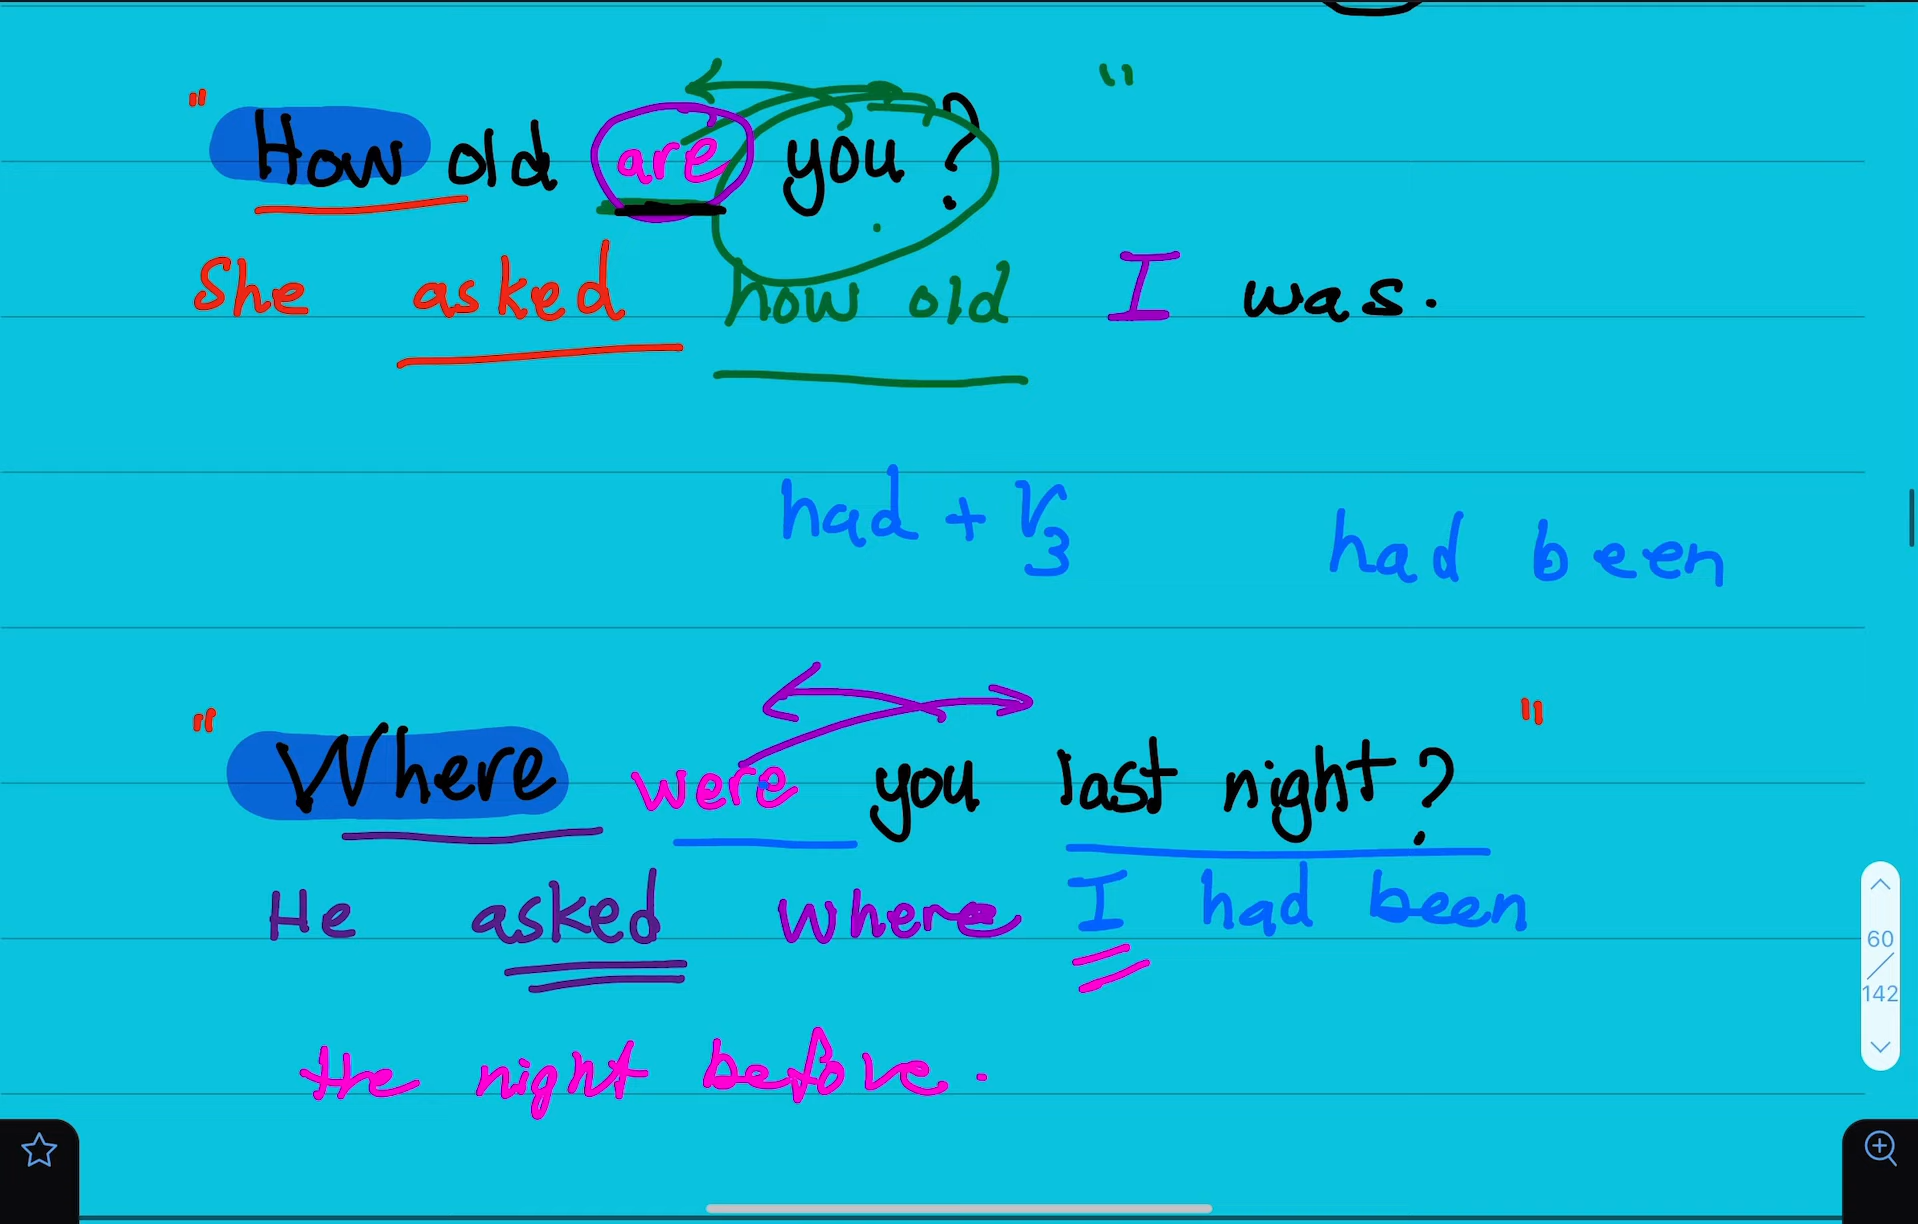 " How old are you? "
She asked how old I was.
had + V3 had been
" Where were you last night? "
He asked where I had been
the night before.
60
/
142